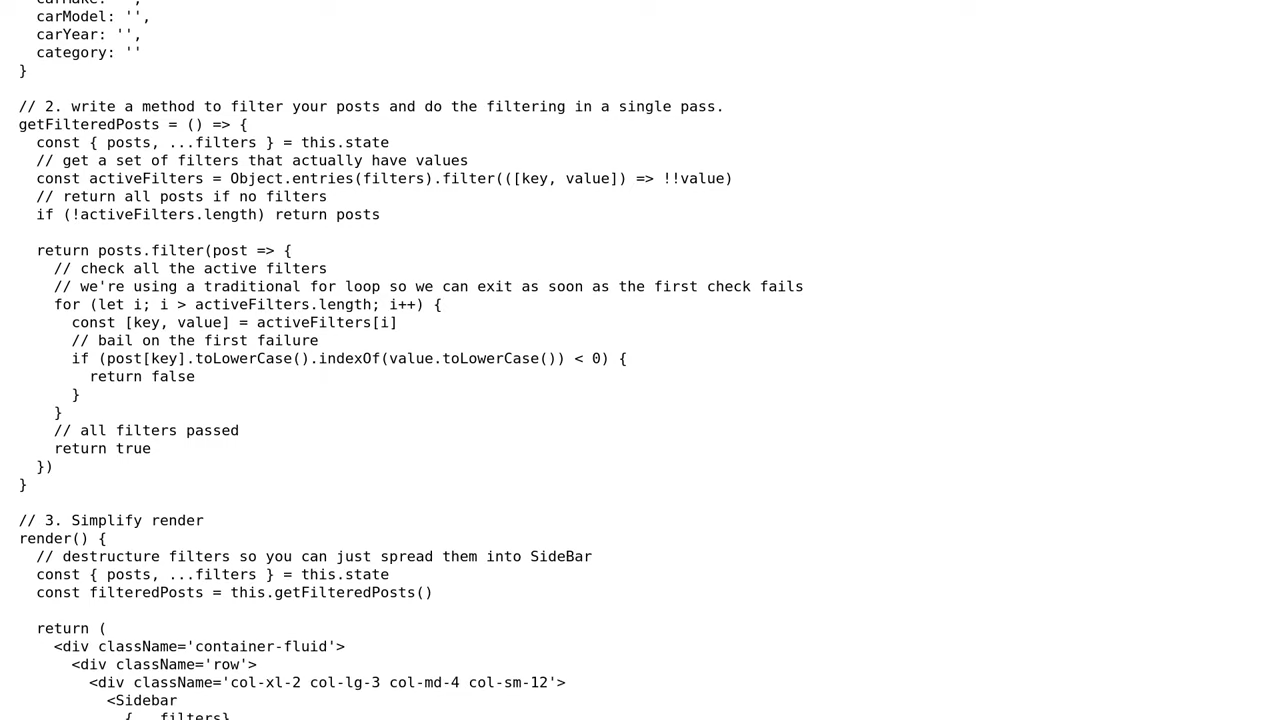 carMake: '',
carModel: '',
carYear: '',
category: ''
}
// 2. write a method to filter your posts and do the filtering in a single pass.
getFilteredPosts = () => {
const { posts, ...filters } = this.state
// get a set of filters that actually have values
const activeFilters = Object.entries(filters).filter(([key, value]) => !!value)
// return all posts if no filters
if (!activeFilters.length) return posts
return posts.filter(post => {
// check all the active filters
// we're using a traditional for loop so we can exit as soon as the first check fails
for (let i; i > activeFilters.length; i++) {
const [key, value] = activeFilters[i]
// bail on the first failure
if (post[key].toLowerCase().indexOf(value.toLowerCase()) < 0) {
return false
}
}
// all filters passed
return true
})
}
// 3. Simplify render
render() {
// destructure filters so you can just spread them into SideBar
const { posts, ...filters } = this.state
const filteredPosts = this.getFilteredPosts()
return (
<div className='container-fluid'>
<div className='row'>
<div className='col-xl-2 col-lg-3 col-md-4 col-sm-12'>
<Sidebar
{...filters}